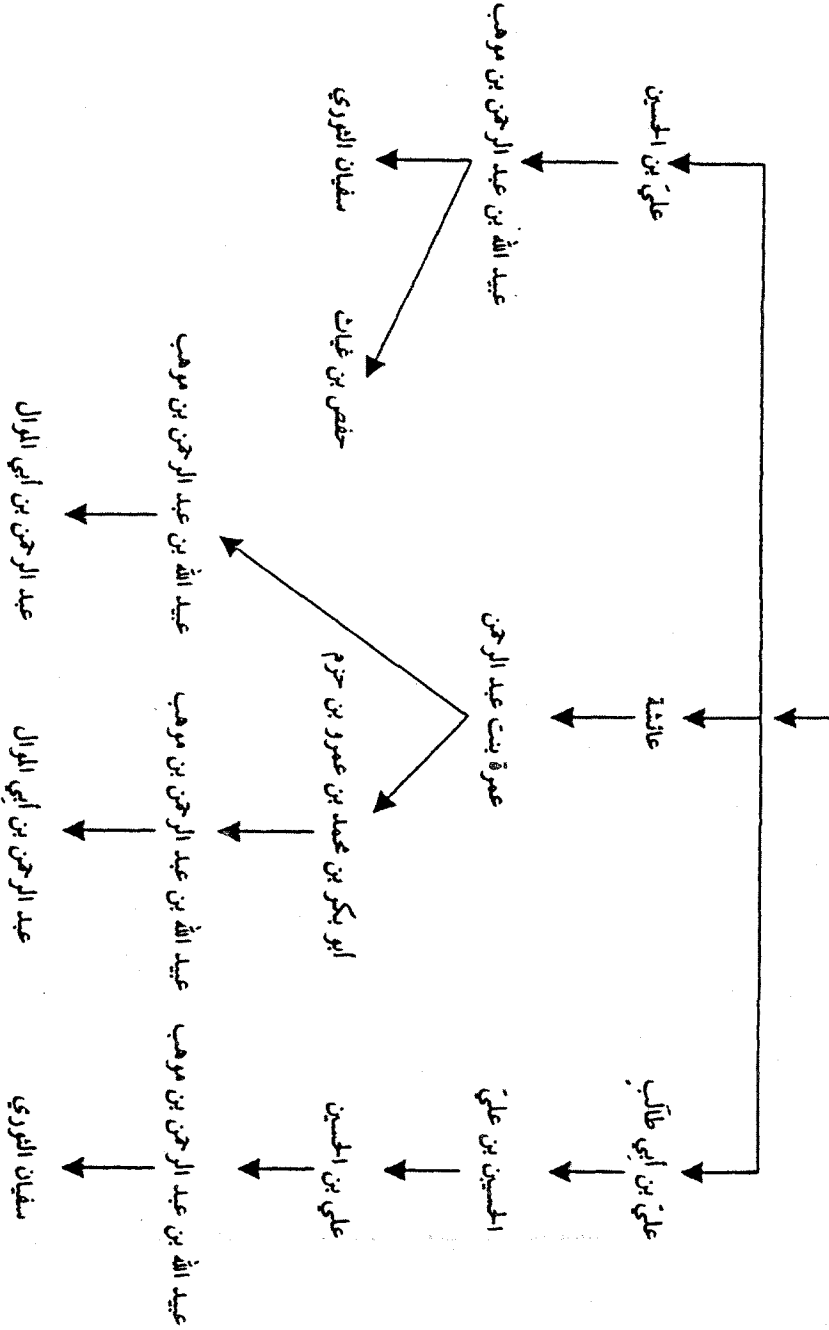 عليّ بن أبي طالب
عائشة
عليّ بن الحسين
الحسين بن عليّ
عمرة بنت عبد الرحمن
عبيد الله بن عبد الرحمن بن موهب
علي بن الحسين
أبو بكر بن محمد بن عمرو بن حزم
حفص بن غياث
سفيان الثوري
عبيد الله بن عبد الرحمن بن موهب
عبيد الله بن عبد الرحمن بن موهب
عبيد الله بن عبد الرحمن بن موهب
سفيان الثوري
عبد الرحمن بن أبي الموال
عبد الرحمن بن أبي الموال